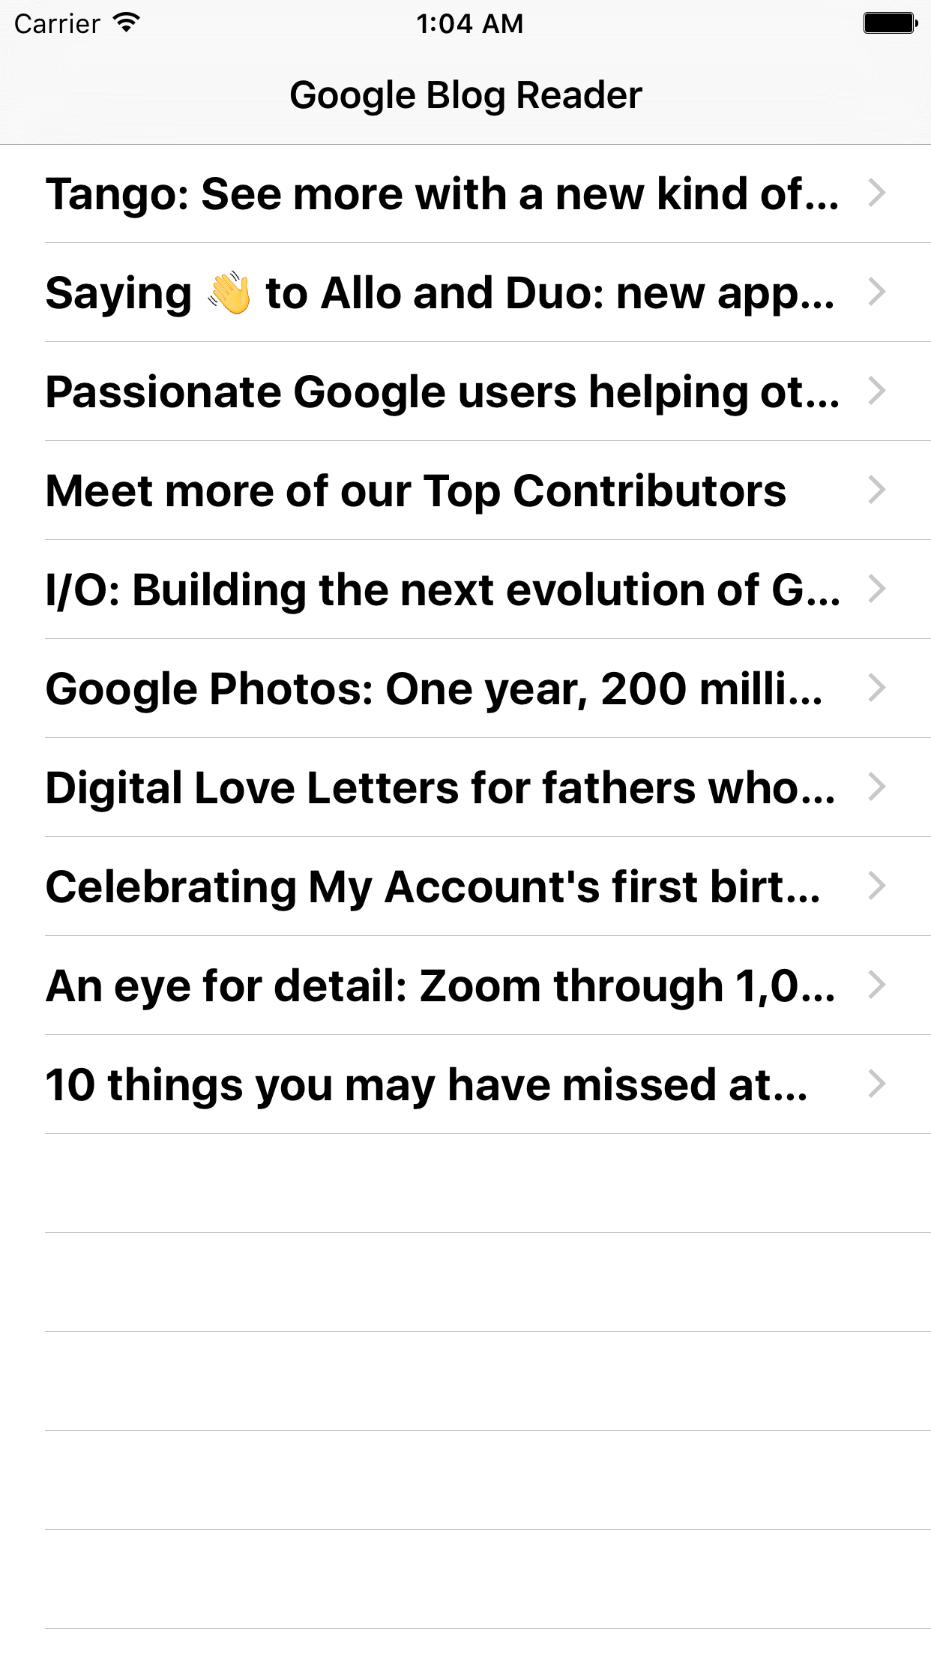 Carrier 1:04 AM
Google Blog Reader
Tango: See more with a new kind of...
Saying 👋 to Allo and Duo: new app...
Passionate Google users helping ot...
Meet more of our Top Contributors
I/O: Building the next evolution of G...
Google Photos: One year, 200 milli...
Digital Love Letters for fathers who...
Celebrating My Account's first birt...
An eye for detail: Zoom through 1,0...
10 things you may have missed at...